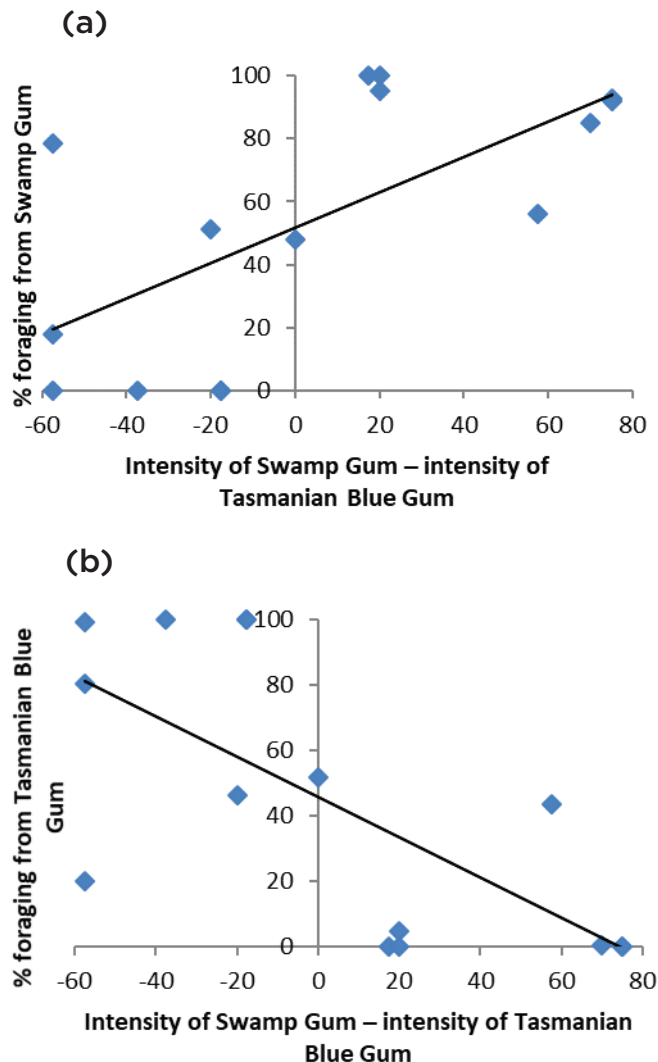 (a)
% foraging from Swamp Gum
100
80
60
40
20
0
-60 -40 -20 0 20 40 60 80
Intensity of Swamp Gum – intensity of
Tasmanian Blue Gum
(b)
% foraging from Tasmanian Blue
Gum
100
80
60
40
20
0
-60 -40 -20 0 20 40 60 80
Intensity of Swamp Gum – intensity of Tasmanian
Blue Gum